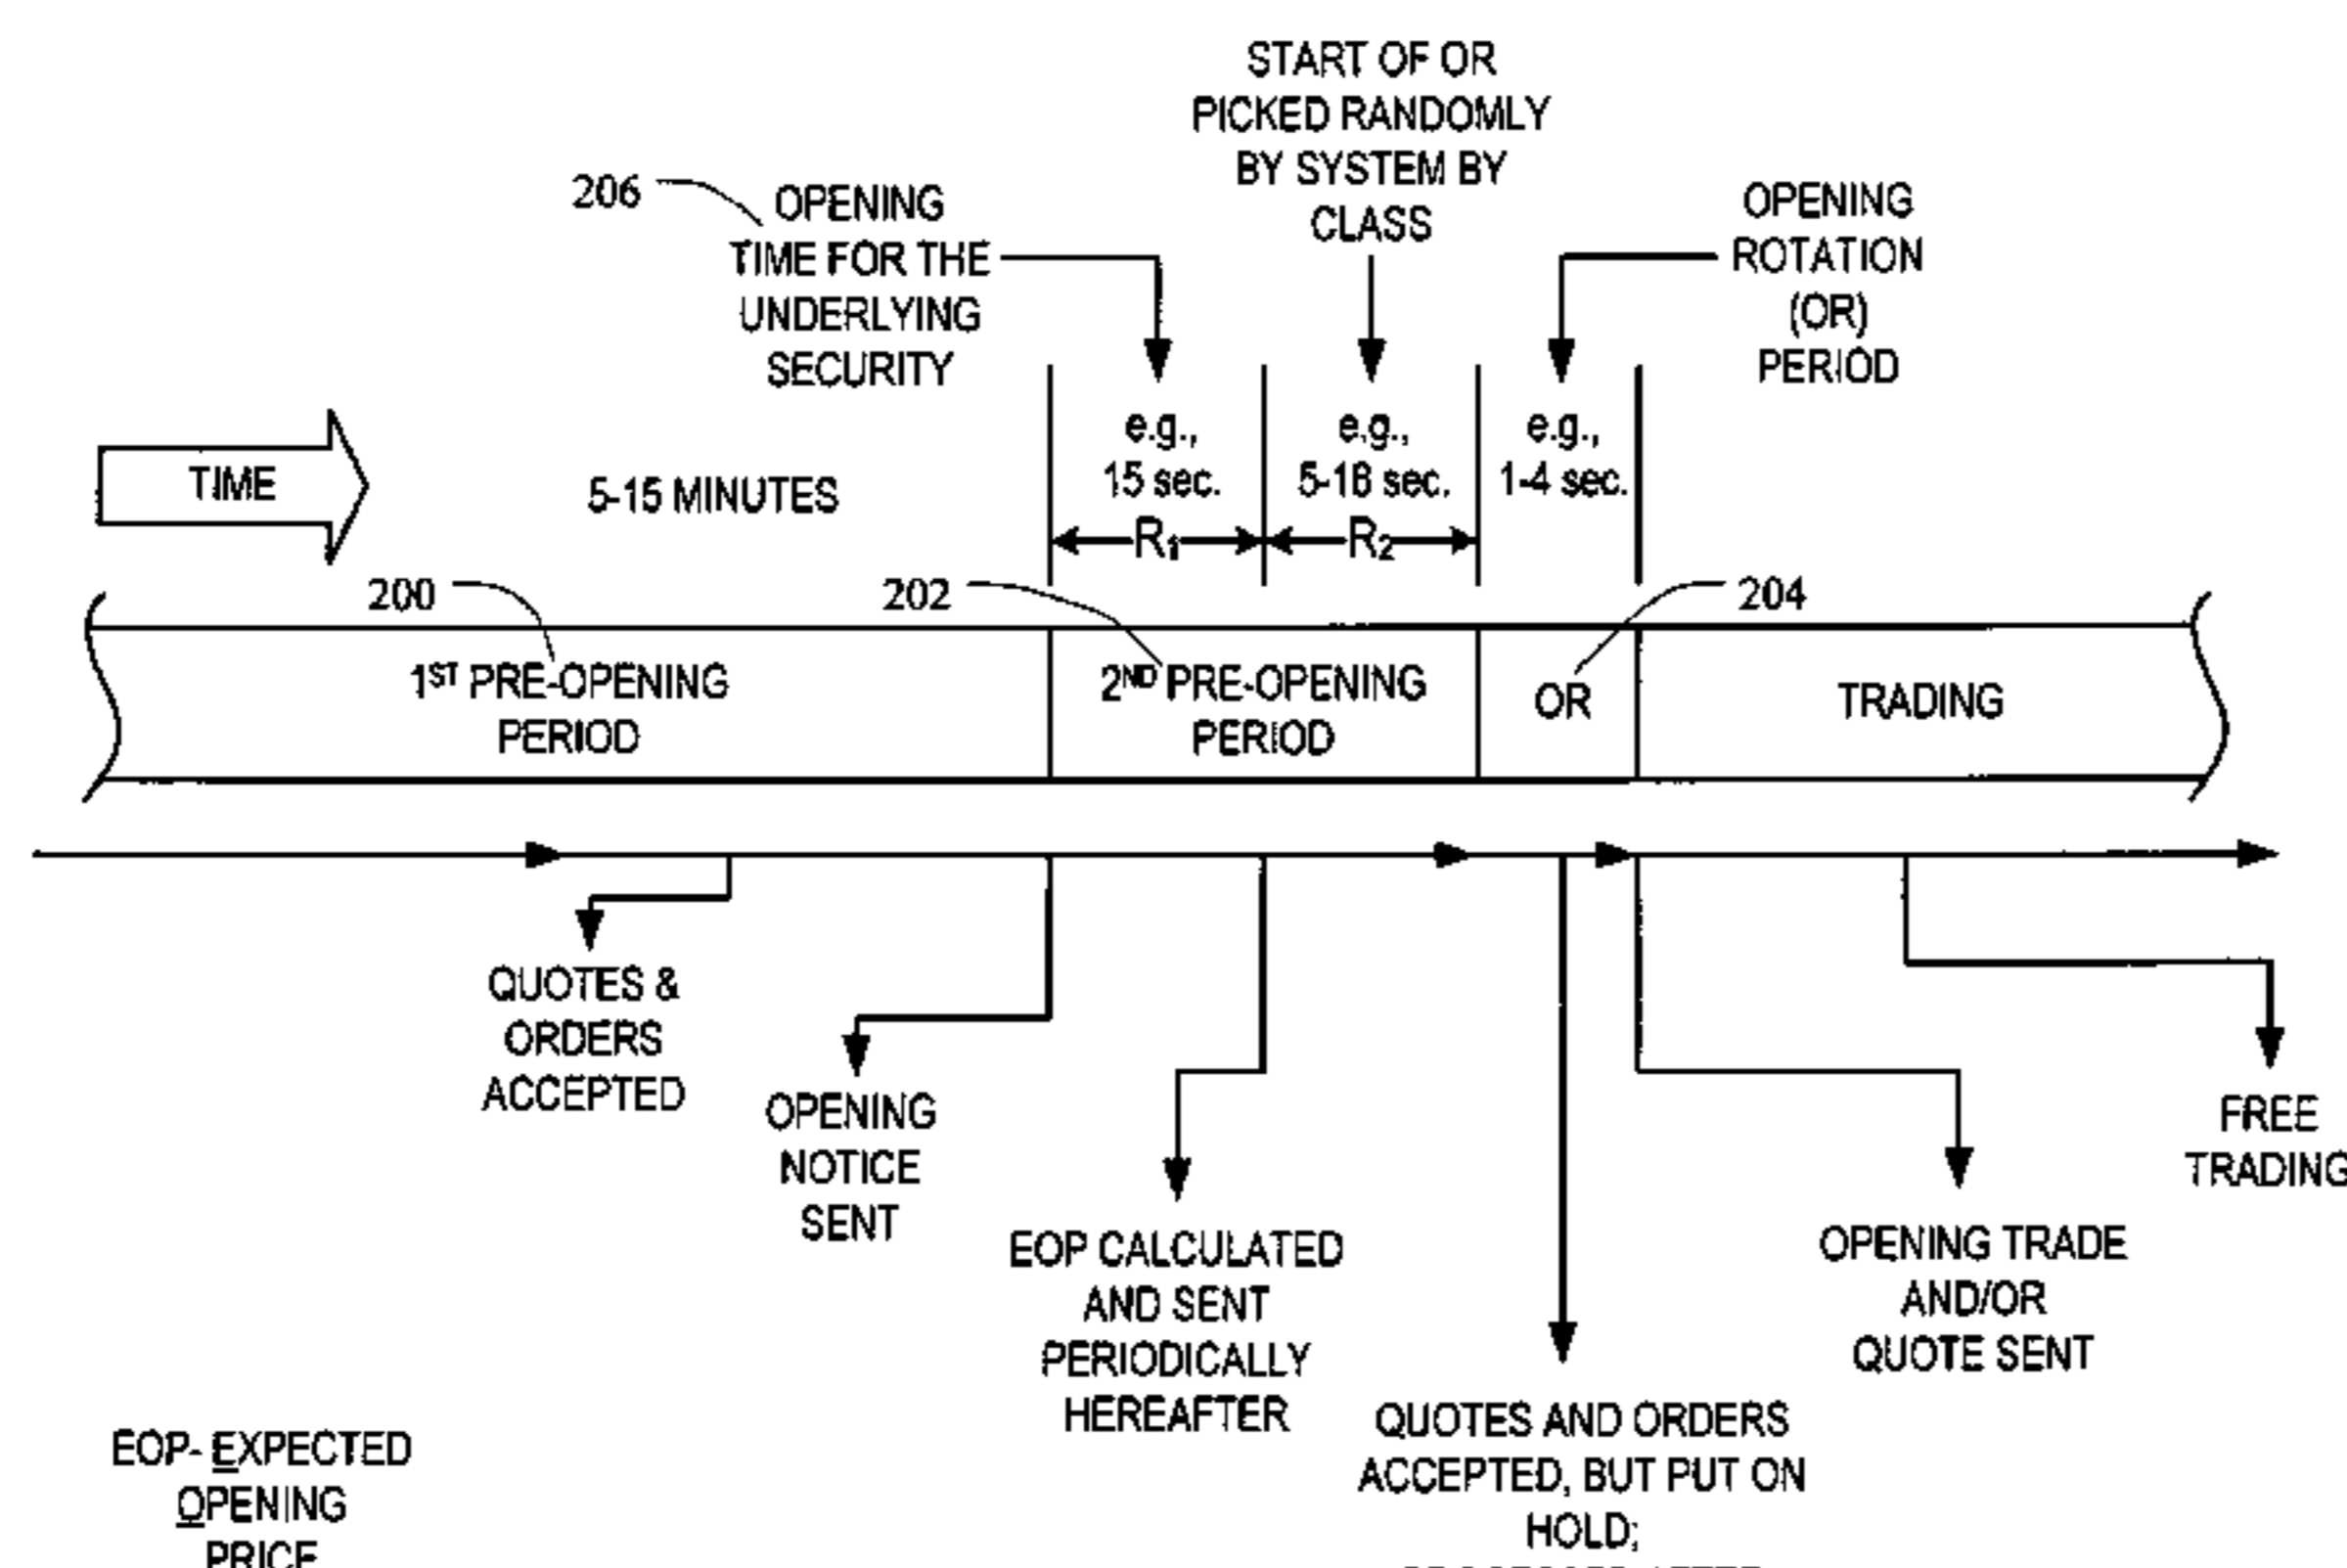 START OF OR
PICKED RANDOMLY
BY SYSTEM BY
CLASS
206
OPENING
TIME FOR THE
UNDERLYING
SECURITY
OPENING
ROTATION
(OR)
PERIOD
TIME
5-15 MINUTES
e.g.,
15 sec.
R1
e.g.,
5-18 sec.
R2
e.g.,
1-4 sec.
200
202
204
1ST PRE-OPENING
PERIOD
2ND PRE-OPENING
PERIOD
OR
TRADING
QUOTES &
ORDERS
ACCEPTED
OPENING
NOTICE
SENT
EOP CALCULATED
AND SENT
PERIODICALLY
HEREAFTER
QUOTES AND ORDERS
ACCEPTED, BUT PUT ON
HOLD;
OPENING TRADE
AND/OR
QUOTE SENT
FREE
TRADING
EOP- EXPECTED
OPENING
PRICE